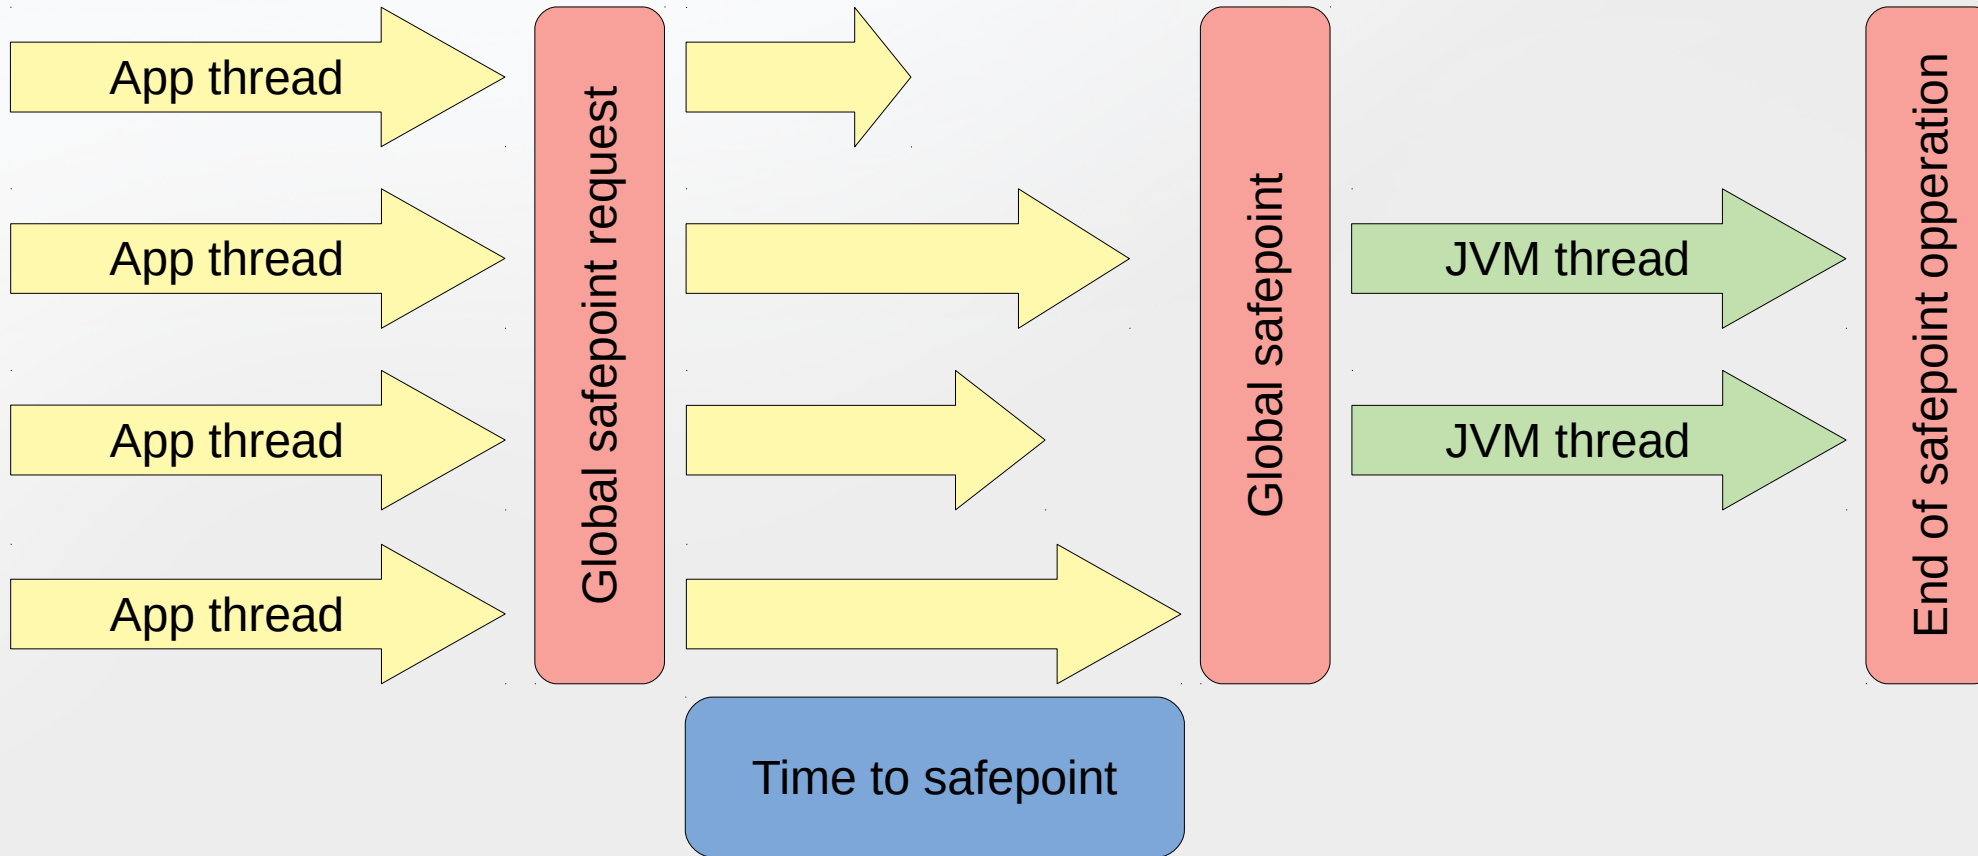 App thread
App thread
App thread
App thread
Global safepoint request
Global safepoint
JVM thread
JVM thread
End of safepoint opperation
Time to safepoint